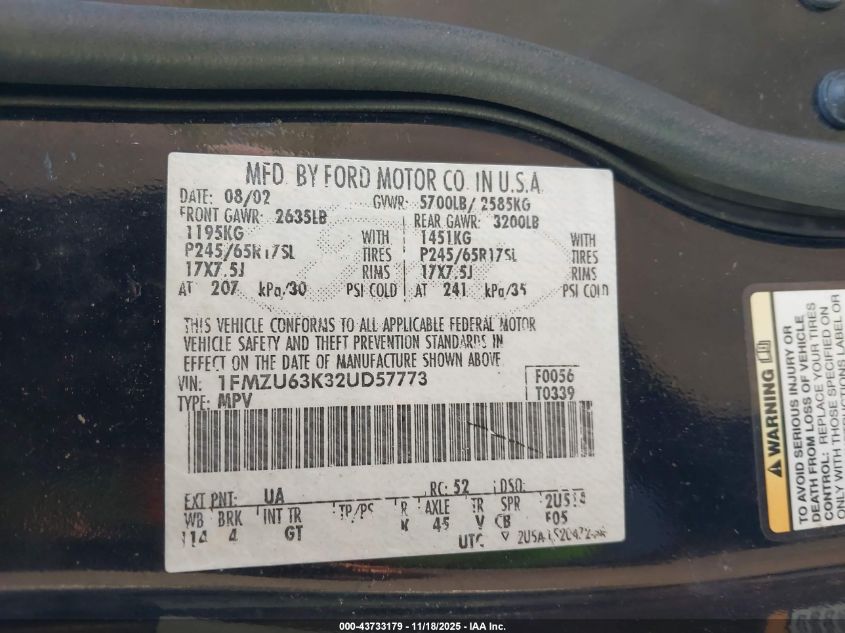 MFD. BY FORD MOTOR CO. IN U.S.A.
DATE: 08/02 GVWR: 5700LB/ 2585KG
FRONT GAWR: 2635LB REAR GAWR: 3200LB
1195KG WITH 1451KG WITH
P245/65R17SL TIRES P245/65R17SL TIRES
17X7.5J RIMS 17X7.5J RIMS
AT 207 kPa/30 PSI COLD AT 241 kPa/35 PSI COLD
THIS VEHICLE CONFORMS TO ALL APPLICABLE FEDERAL MOTOR
VEHICLE SAFETY AND THEFT PREVENTION STANDARDS IN
EFFECT ON THE DATE OF MANUFACTURE SHOWN ABOVE
VIN: 1FMZU63K32UD57773 F0056
TYPE: MPV T0339
EXT PNT: UA RC: 52 DSO:
WB BRK INT TR TP/PS R AXLE TR SPR
114 4 GT K 45 V CB F05
UTC
WARNING
TO AVOID SERIOUS INJURY OR
DEATH FROM LOSS OF VEHICLE
CONTROL: REPLACE YOUR TIRES
ONLY WITH THOSE SPECIFIED ON
000-43733179 - 11/18/2025 - IAA Inc.